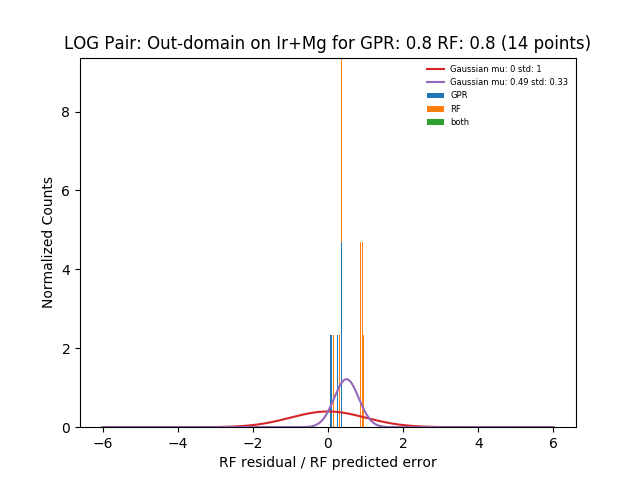 LOG Pair: Out-domain on Ir+Mg for GPR: 0.8 RF: 0.8 (14 points)
Gaussian mu: 0 std: 1
Gaussian mu: 0.49 std: 0.33
GPR
RF
both
Normalized Counts
8
6
4
2
0
−6 −4 −2 0 2 4 6
RF residual / RF predicted error